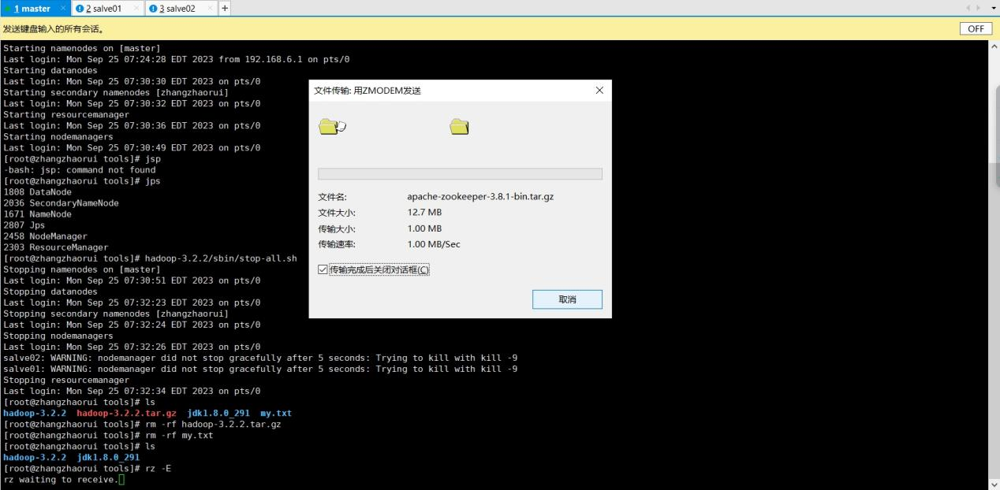 1 master
2 salve01
3 salve02
发送键盘输入的所有会话。
OFF
Starting namenodes on [master]
Last login: Mon Sep 25 07:24:28 EDT 2023 from 192.168.6.1 on pts/0
Starting datanodes
Last login: Mon Sep 25 07:30:30 EDT 2023 on pts/0
Starting secondary namenodes [zhangzhaorui]
Last login: Mon Sep 25 07:30:32 EDT 2023 on pts/0
Starting resourcemanager
Last login: Mon Sep 25 07:30:36 EDT 2023 on pts/0
Starting nodemanagers
Last login: Mon Sep 25 07:30:49 EDT 2023 on pts/0
[root@zhangzhaorui tools]# jsp
-bash: jsp: command not found
[root@zhangzhaorui tools]# jps
1808 DataNode
2036 SecondaryNameNode
1671 NameNode
2807 Jps
2458 NodeManager
2303 ResourceManager
[root@zhangzhaorui tools]# hadoop-3.2.2/sbin/stop-all.sh
Stopping namenodes on [master]
Last login: Mon Sep 25 07:30:51 EDT 2023 on pts/0
Stopping datanodes
Last login: Mon Sep 25 07:32:23 EDT 2023 on pts/0
Stopping secondary namenodes [zhangzhaorui]
Last login: Mon Sep 25 07:32:24 EDT 2023 on pts/0
Stopping nodemanagers
Last login: Mon Sep 25 07:32:26 EDT 2023 on pts/0
salve02: WARNING: nodemanager did not stop gracefully after 5 seconds: Trying to kill with kill -9
salve01: WARNING: nodemanager did not stop gracefully after 5 seconds: Trying to kill with kill -9
Stopping resourcemanager
Last login: Mon Sep 25 07:32:34 EDT 2023 on pts/0
[root@zhangzhaorui tools]# ls
hadoop-3.2.2 hadoop-3.2.2.tar.gz jdk1.8.0_291 my.txt
[root@zhangzhaorui tools]# rm -rf hadoop-3.2.2.tar.gz
[root@zhangzhaorui tools]# rm -rf my.txt
[root@zhangzhaorui tools]# ls
hadoop-3.2.2 jdk1.8.0_291
[root@zhangzhaorui tools]# rz -E
rz waiting to receive.
文件传输: 用ZMODEM发送
文件名: apache-zookeeper-3.8.1-bin.tar.gz
文件大小: 12.7 MB
传输大小: 1.00 MB
传输速率: 1.00 MB/Sec
传输完成后关闭对话框(C)
取消